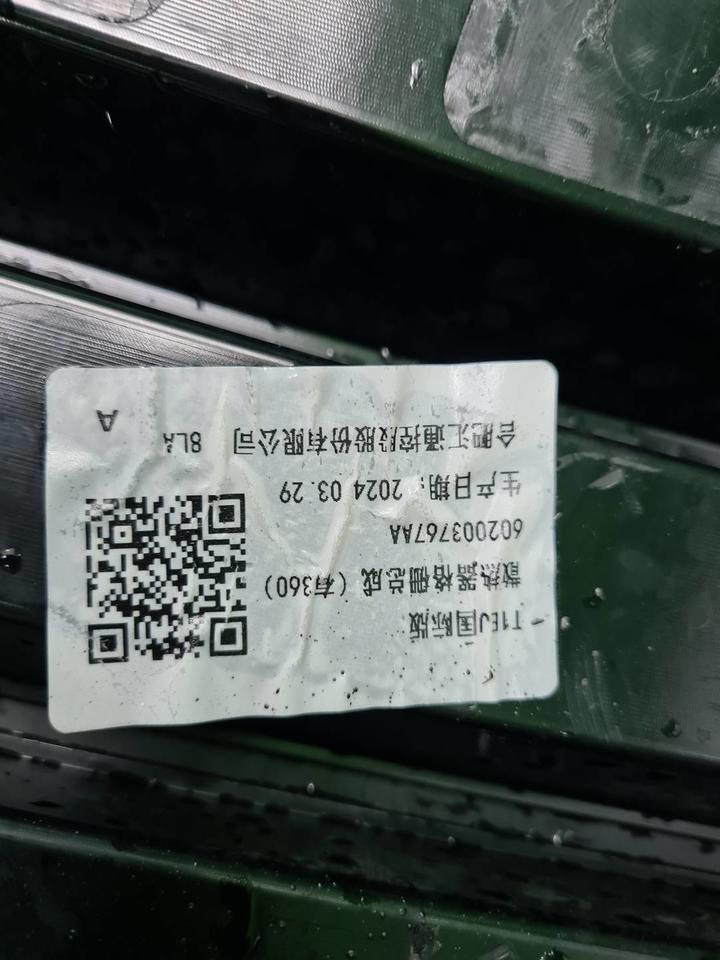 T1EJ国际版
散热器格栅总成（有360）
602003767AA
生产日期：2024 03.29
合肥汇通控股股份有限公司 8LA
A